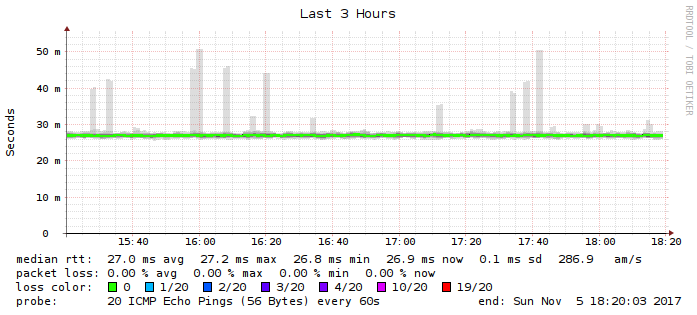 Last 3 Hours
RRDTOOL / TOBI OETIKER
Seconds
50 m
40 m
30 m
20 m
10 m
0
15:40 16:00 16:20 16:40 17:00 17:20 17:40 18:00 18:20
median rtt: 27.0 ms avg 27.2 ms max 26.8 ms min 26.9 ms now 0.1 ms sd 286.9 am/s
packet loss: 0.00 % avg 0.00 % max 0.00 % min 0.00 % now
loss color: 0 1/20 2/20 3/20 4/20 10/20 19/20
probe: 20 ICMP Echo Pings (56 Bytes) every 60s end: Sun Nov 5 18:20:03 2017